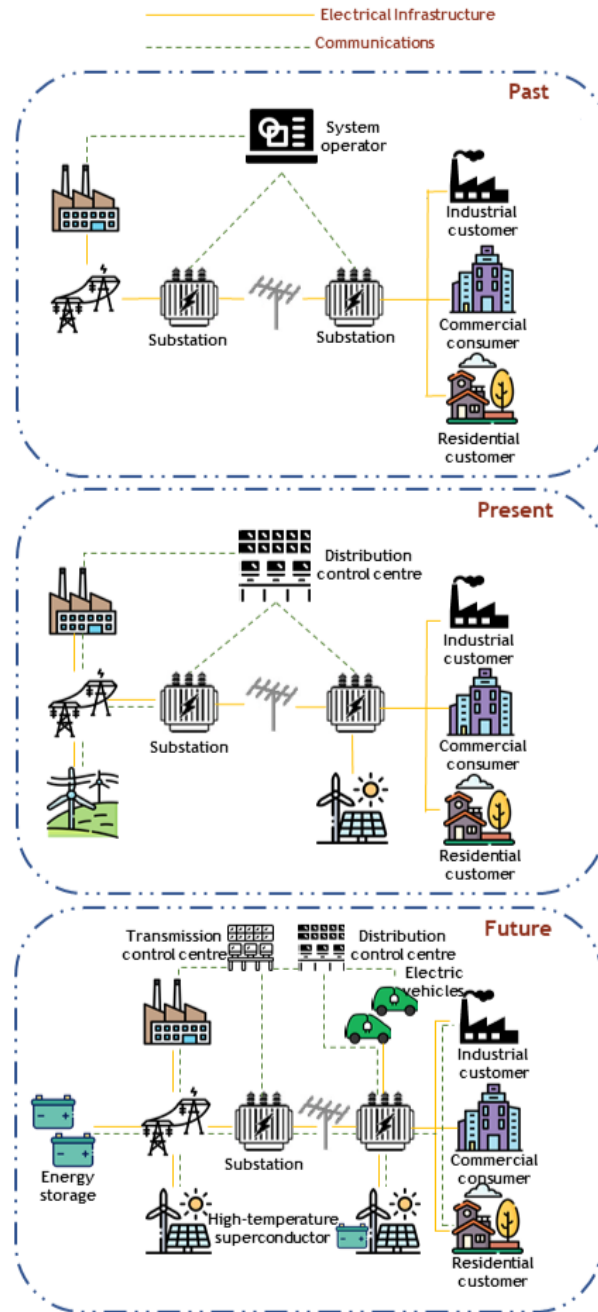 Electrical Infrastructure
Communications
Past
System
operator
Industrial
customer
Substation
Substation
Commercial
consumer
Residential
customer
Present
Distribution
control centre
Industrial
customer
Substation
Commercial
consumer
Residential
customer
Future
Transmission
control centre
Distribution
control centre
Electric
vehicles
Industrial
customer
Substation
Commercial
consumer
Energy
storage
High-temperature
superconductor
Residential
customer